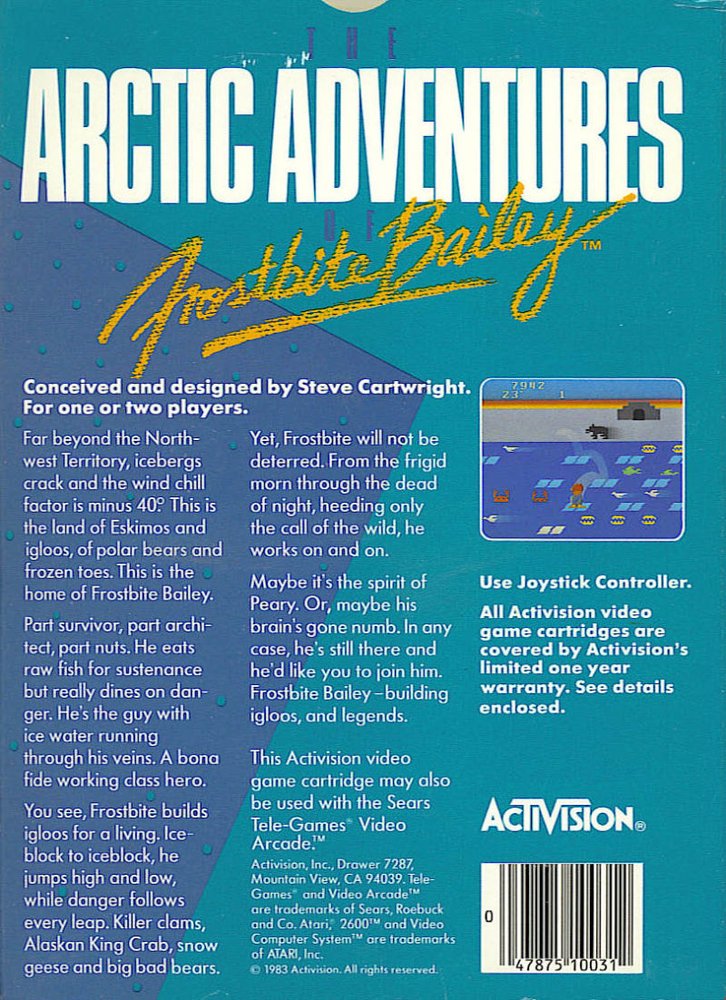 THE
ARCTIC ADVENTURES
OF
Frostbite Bailey™
Conceived and designed by Steve Cartwright.
For one or two players.
Far beyond the North-
west Territory, icebergs
crack and the wind chill
factor is minus 40°. This is
the land of Eskimos and
igloos, of polar bears and
frozen toes. This is the
home of Frostbite Bailey.
Part survivor, part archi-
tect, part nuts. He eats
raw fish for sustenance
but really dines on dan-
ger. He's the guy with
ice water running
through his veins. A bona
fide working class hero.
You see, Frostbite builds
igloos for a living. Ice-
block to iceblock, he
jumps high and low,
while danger follows
every leap. Killer clams,
Alaskan King Crab, snow
geese and big bad bears.
Yet, Frostbite will not be
deterred. From the frigid
morn through the dead
of night, heeding only
the call of the wild, he
works on and on.
Maybe it's the spirit of
Peary. Or, maybe his
brain's gone numb. In any
case, he's still there and
he'd like you to join him.
Frostbite Bailey–building
igloos, and legends.
This Activision video
game cartridge may also
be used with the Sears
Tele-Games® Video
Arcade.™
Activision, Inc., Drawer 7287,
Mountain View, CA 94039. Tele-
Games® and Video Arcade™
are trademarks of Sears, Roebuck
and Co. Atari,® 2600™ and Video
Computer System™ are trademarks
of ATARI, Inc.
© 1983 Activision. All rights reserved.
7942
23° 1
Use Joystick Controller.
All Activision video
game cartridges are
covered by Activision's
limited one year
warranty. See details
enclosed.
ACTIVISION®
0 47875 10031